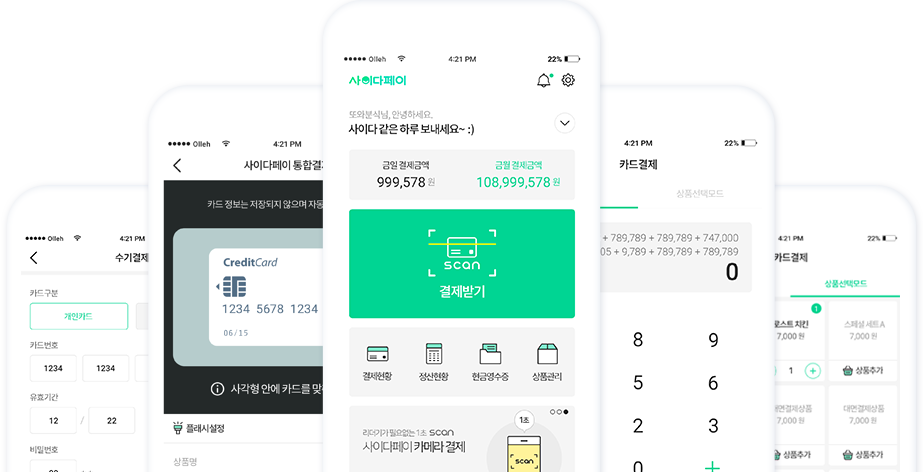 ●●●●● Olleh
4:21 PM
수기결제
카드구분
개인카드
카드번호
1234
1234
유효기간
12
/
22
비밀번호
●●●●● Olleh
4:21 PM
사이다페이 통합결
카드 정보는 저장되지 않으며 자동
CreditCard
1234 5678 1234
06/15
사각형 안에 카드를 맞
플래시설정
상품명
●●●●● Olleh
4:21 PM
22%
사이다페이
또와분식님, 안녕하세요.
사이다 같은 하루 보내세요~ :)
금일 결제금액
999,578 원
금월 결제금액
108,999,578 원
scan
결제받기
결제현황
정산현황
현금영수증
상품관리
리더기가 필요없는 1초 scan
사이다페이 카메라 결제
1초
scan
4:21 PM
22%
카드결제
상품선택모드
+ 789,789 + 789,789 + 747,000
05 + 9,789 + 789,789 + 789,789
0
8
9
5
6
2
3
0
+
4:21 PM
22%
카드결제
상품선택모드
1
로스트 치킨
7,000 원
1
+
스페셜 세트A
7,000 원
상품추가
면결제상품
7,000 원
상품추가
대면결제상품
7,000 원
상품추가